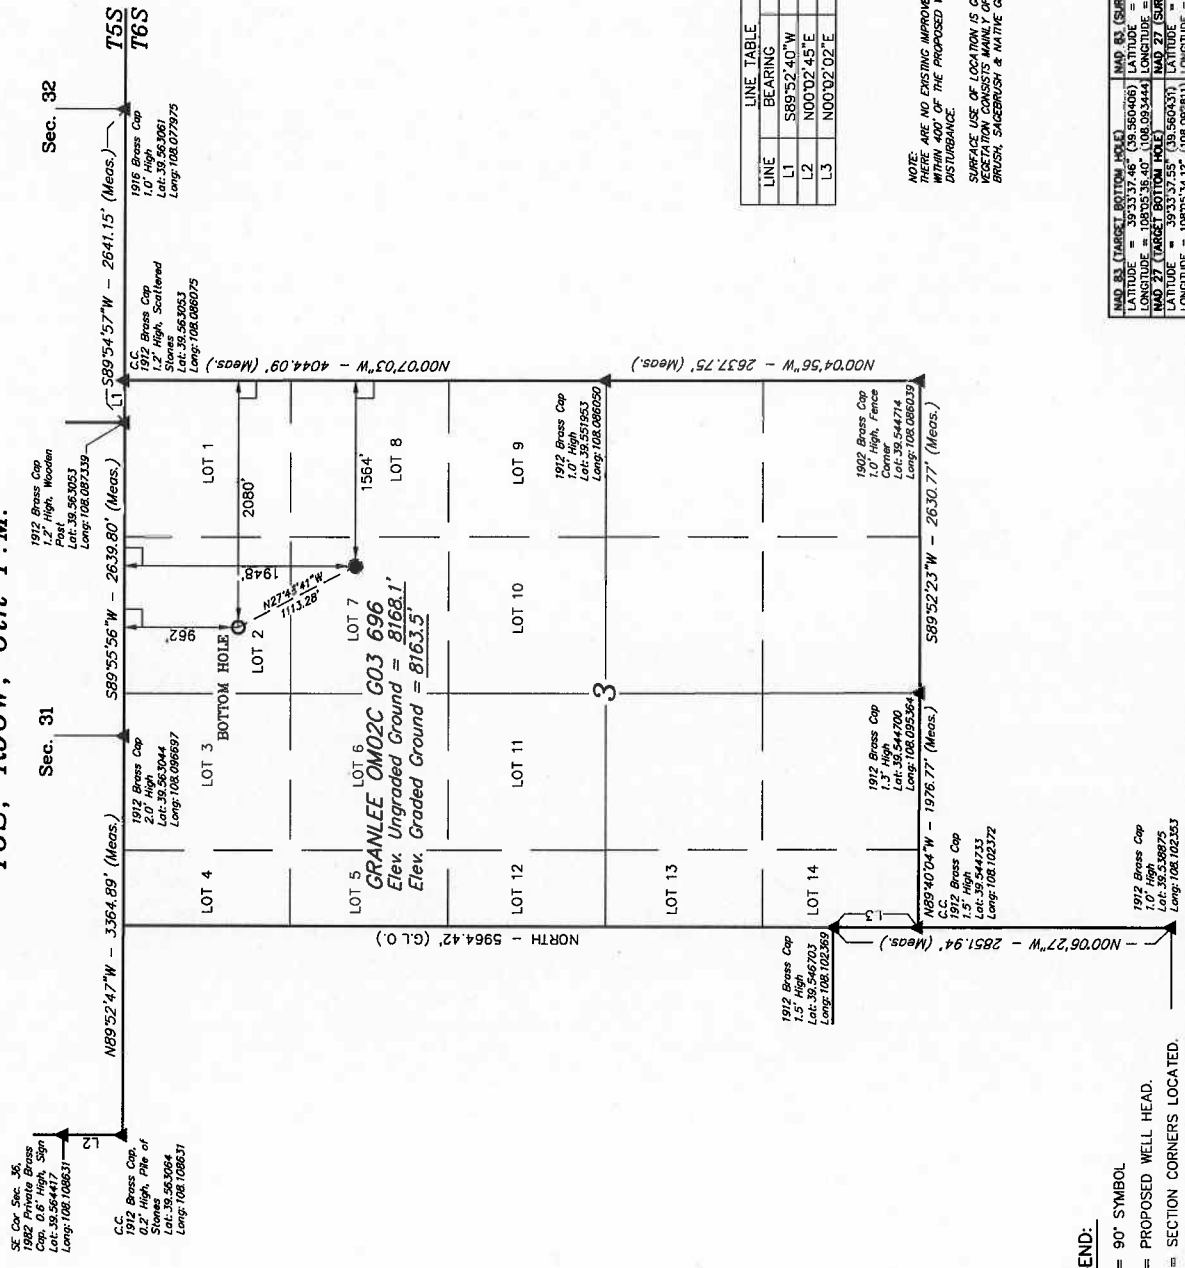 T6S,
T5S
T6S
Sec. 32
Sec. 31
SE Cor Sec. 36,
1982 Private Brass
Cap, 0.6' High, Sign
Lat:39.564417
Long:108.108631
L2
C.C.
1912 Brass Cap,
0.2' High, Pile of
Stones
Lat:39.563064
Long:108.108631
N89°52'47"W - 3364.89' (Meas.)
1912 Brass Cap
2.0' High
Lat:39.563044
Long:108.096697
S89°55'56"W - 2639.80' (Meas.)
1912 Brass Cap
1.2' High, Wooden
Post
Lat:39.563053
Long:108.087339
L1
S89°54'57"W - 2641.15' (Meas.)
C.C.
1912 Brass Cap
1.2' High, Scattered
Stones
Lat:39.563053
Long:108.086075
1916 Brass Cap
1.0' High
Lat:39.563061
Long:108.077975
LOT 4
LOT 3
BOTTOM HOLE
LOT 2
LOT 1
962'
1948'
2080'
1564'
N27°45'41"W
1113.28'
LOT 5
LOT 6
LOT 7
LOT 8
GRANLEE OM02C G03 696
Elev. Ungraded Ground = 8168.1'
Elev. Graded Ground = 8163.5'
LOT 12
LOT 11
LOT 10
LOT 9
N00°07'03"W - 4044.09' (Meas.)
NORTH - 5964.42' (G.L.O.)
3
1912 Brass Cap
1.0' High
Lat:39.551953
Long:108.086050
N00°04'56"W - 2637.75' (Meas.)
LOT 13
LOT 14
1912 Brass Cap
1.5' High
Lat:39.546703
Long:108.102369
L3
1912 Brass Cap
1.3' High
Lat:39.544700
Long:108.095364
1902 Brass Cap
1.0' High, Fence
Corner
Lat:39.544714
Long:108.086039
N89°40'04"W - 1976.77' (Meas.)
S89°52'23"W - 2630.77' (Meas.)
C.C.
1912 Brass Cap
1.5' High
Lat:39.544733
Long:108.102372
N00°06'27"W - 2851.94' (Meas.)
1912 Brass Cap
1.0' High
Lat:39.538875
Long:108.102353
LINE TABLE
LINE BEARING
L1 S89°52'40"W
L2 N00°02'45"E
L3 N00°02'02"E
NOTE:
THERE ARE NO EXISTING
WITHIN 400' OF THE PROPOSED
DISTURBANCE.
SURFACE USE OF LOCATION IS
VEGETATION CONSISTS MAINLY OF
BRUSH, SAGEBRUSH & NATIVE
END:
= 90° SYMBOL
= PROPOSED WELL HEAD.
= SECTION CORNERS LOCATED.
NAD 83 (TARGET BOTTOM HOLE) NAD 83
LATITUDE = 39°33'37.46" (39.560406) LATITUDE =
LONGITUDE = 108°05'36.40" (108.093444) LONGITUDE =
NAD 27 (TARGET BOTTOM HOLE) NAD 27
LATITUDE = 39°33'37.55" (39.560431) LATITUDE =
LONGITUDE = 108°05'34.12" LONGITUDE =